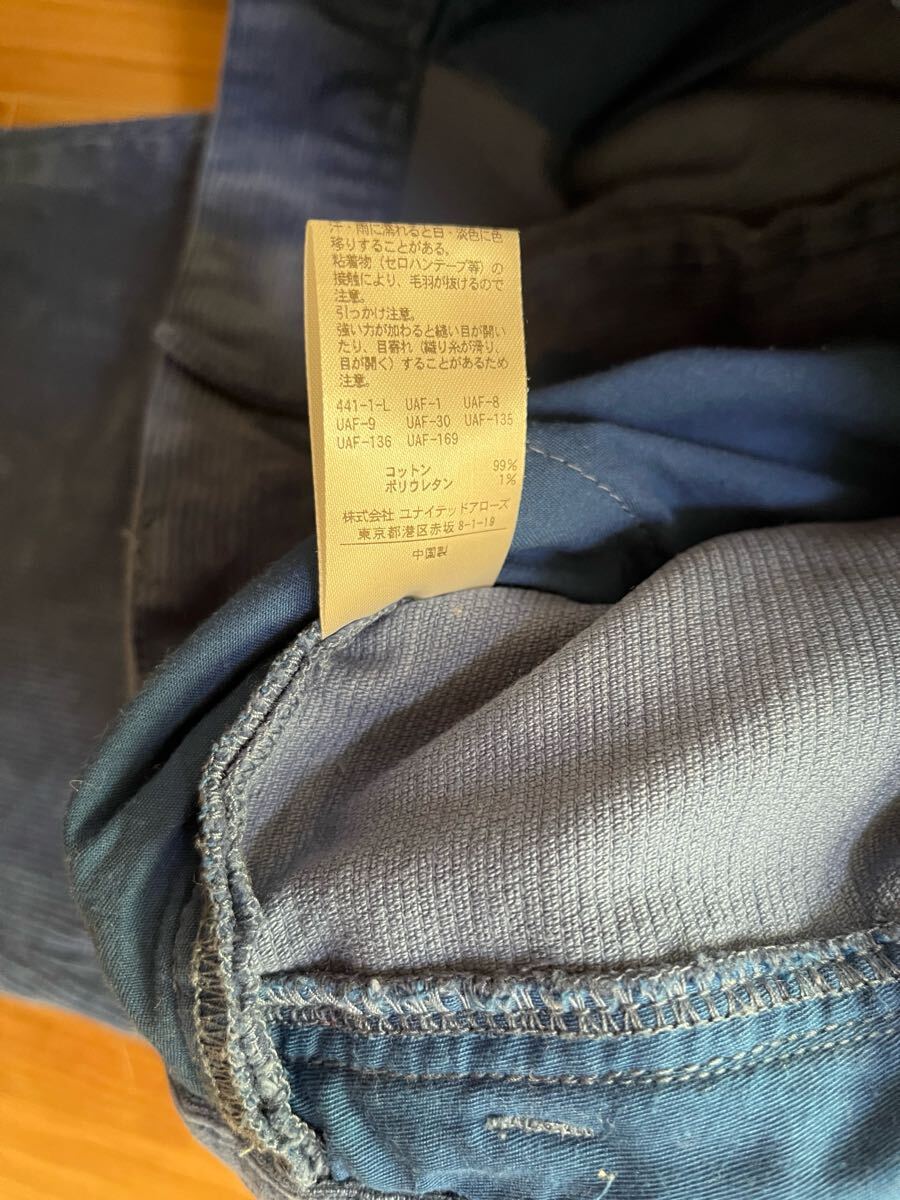 汗・雨に濡れると白・淡色に色
移りすることがある。
粘着物（セロハンテープ等）の
接触により、毛羽が抜けるので
注意。
引っかけ注意。
強い力が加わると縫い目が開い
たり、目寄れ（織り糸が滑り、
目が開く）することがあるため
注意。
441-1-L UAF-1 UAF-8
UAF-9 UAF-30 UAF-135
UAF-136 UAF-169
コットン 99%
ポリウレタン 1%
株式会社 ユナイテッドアローズ
東京都港区赤坂8-1-19
中国製